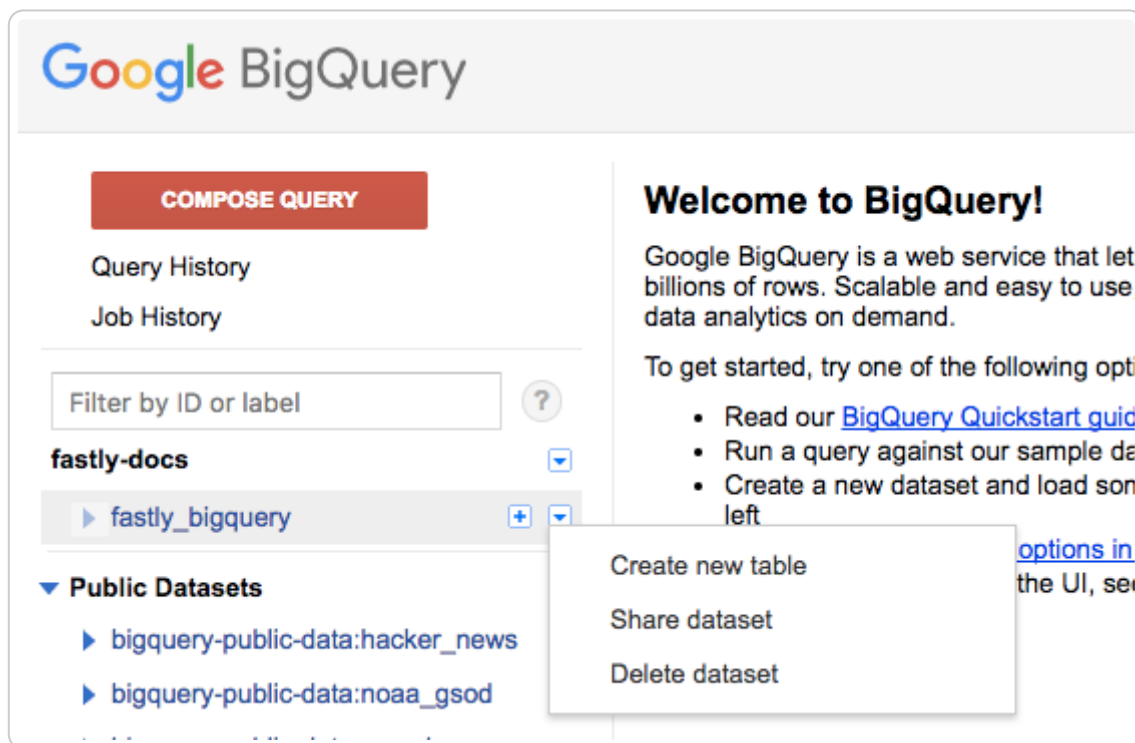 Google BigQuery
COMPOSE QUERY
Query History
Job History
Filter by ID or label
?
fastly-docs
fastly_bigquery
Public Datasets
bigquery-public-data:hacker_news
bigquery-public-data:noaa_gsod
Welcome to BigQuery!
Google BigQuery is a web service that let
billions of rows. Scalable and easy to use
data analytics on demand.
To get started, try one of the following opti
• Read our BigQuery Quickstart guid
• Run a query against our sample da
• Create a new dataset and load som
left
options in
the UI, see
Create new table
Share dataset
Delete dataset